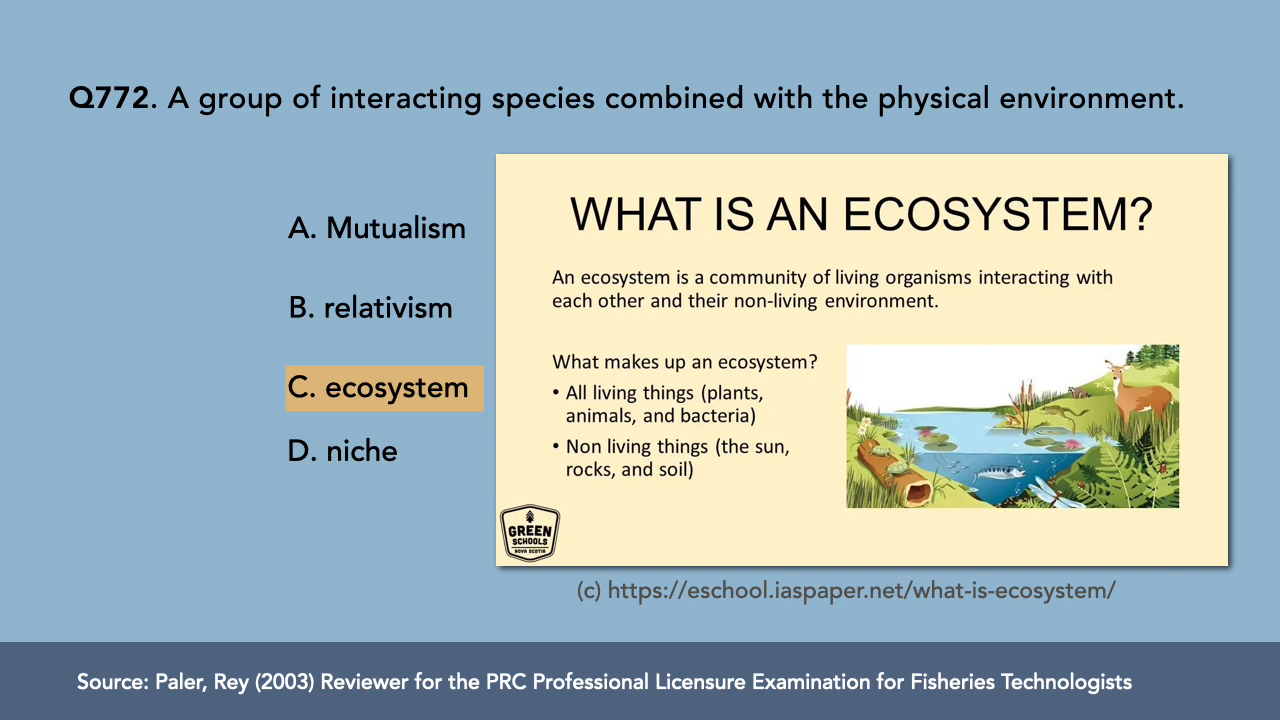 Q772. A group of interacting species combined with the physical environment.
A. Mutualism
B. relativism
C. ecosystem
D. niche
WHAT IS AN ECOSYSTEM?
An ecosystem is a community of living organisms interacting with
each other and their non-living environment.
What makes up an ecosystem?
• All living things (plants,
animals, and bacteria)
• Non living things (the sun,
rocks, and soil)
GREEN
SCHOOLS
NOVA SCOTIA
(c) https://eschool.iaspaper.net/what-is-ecosystem/
Source: Paler, Rey (2003) Reviewer for the PRC Professional Licensure Examination for Fisheries Technologists